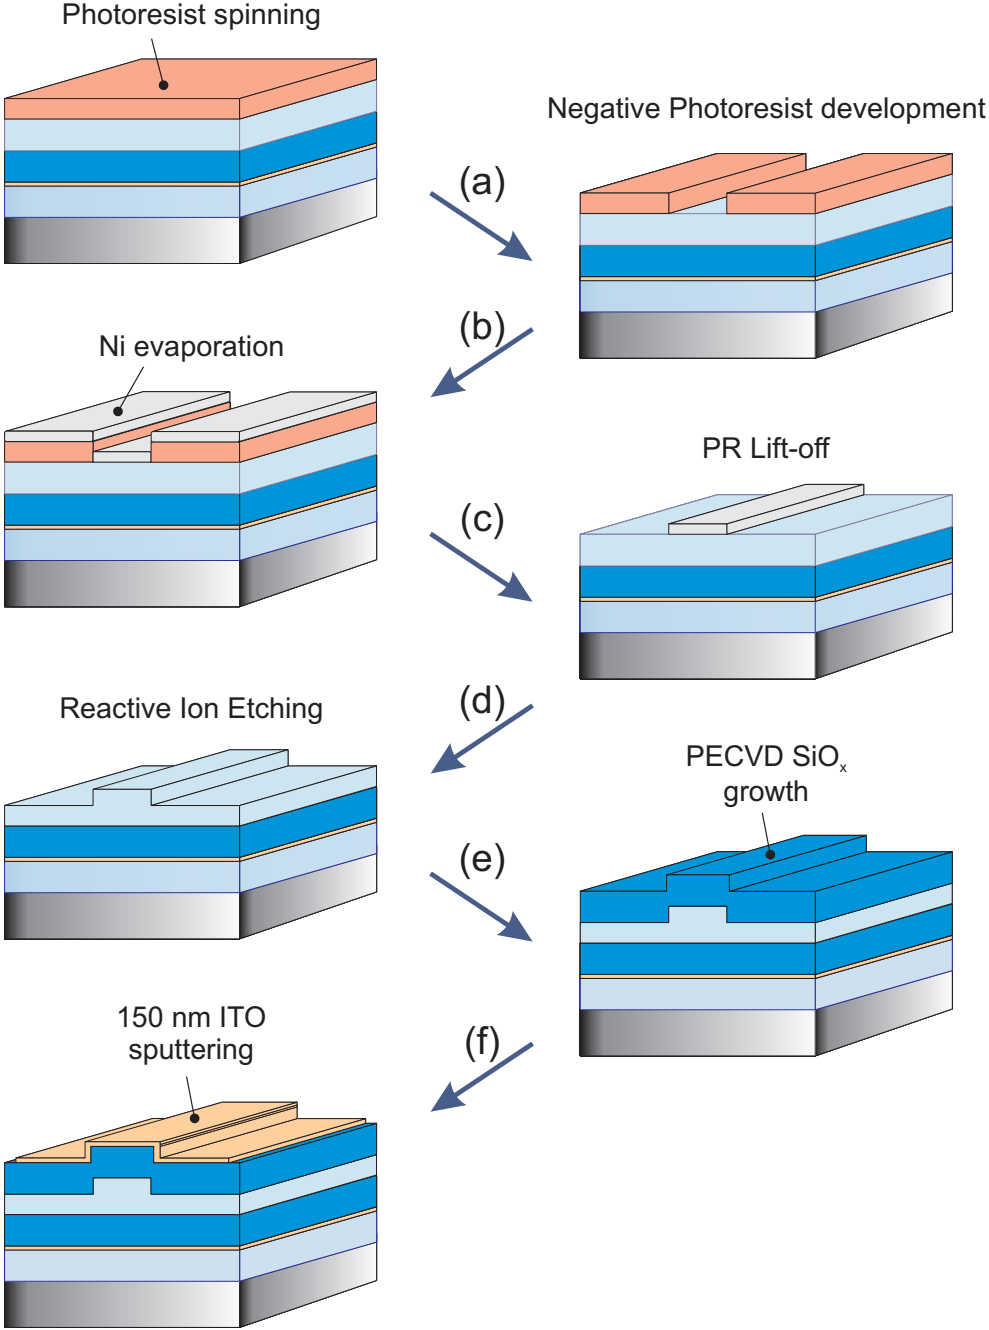 Photoresist spinning
Negative Photoresist development
(a)
(b)
Ni evaporation
PR Lift-off
(c)
(d)
Reactive Ion Etching
PECVD SiOₓ
growth
(e)
150 nm ITO
sputtering
(f)